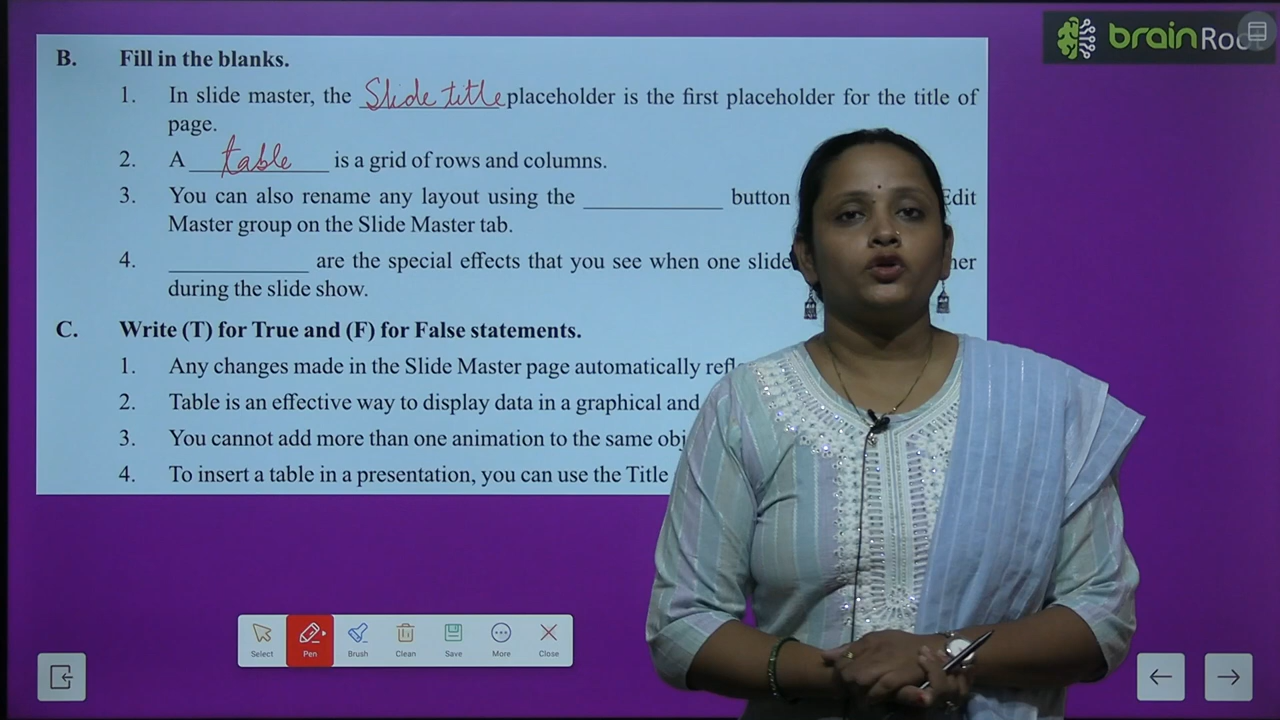 brainRoot
B. Fill in the blanks.
1. In slide master, the Slide title placeholder is the first placeholder for the title of
page.
2. A table is a grid of rows and columns.
3. You can also rename any layout using the ____________ button Edit
Master group on the Slide Master tab.
4. ____________ are the special effects that you see when one slide
during the slide show.
C. Write (T) for True and (F) for False statements.
1. Any changes made in the Slide Master page automatically
2. Table is an effective way to display data in a graphical and
3. You cannot add more than one animation to the same
4. To insert a table in a presentation, you can use the Title
Select Pen Brush Clean Save More Close